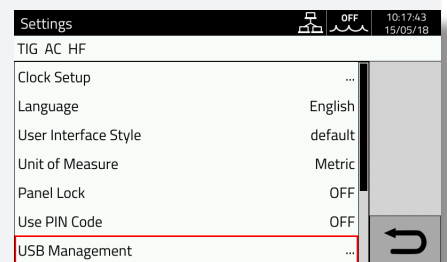 Settings
OFF
10:17:43
15/05/18
TIG AC HF
Clock Setup ...
Language English
User Interface Style default
Unit of Measure Metric
Panel Lock OFF
Use PIN Code OFF
USB Management ...